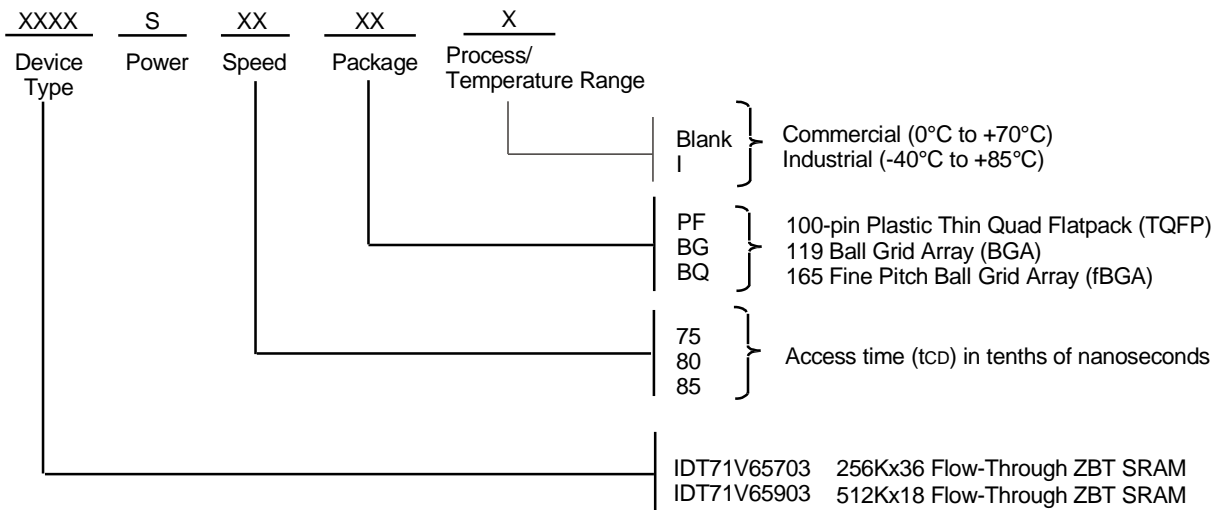 XXXX S XX XX X
Device Type Power Speed Package Process/ Temperature Range
Blank Commercial (0°C to +70°C)
I Industrial (-40°C to +85°C)
PF 100-pin Plastic Thin Quad Flatpack (TQFP)
BG 119 Ball Grid Array (BGA)
BQ 165 Fine Pitch Ball Grid Array (fBGA)
75
80 Access time (tCD) in tenths of nanoseconds
85
IDT71V65703 256Kx36 Flow-Through ZBT SRAM
IDT71V65903 512Kx18 Flow-Through ZBT SRAM